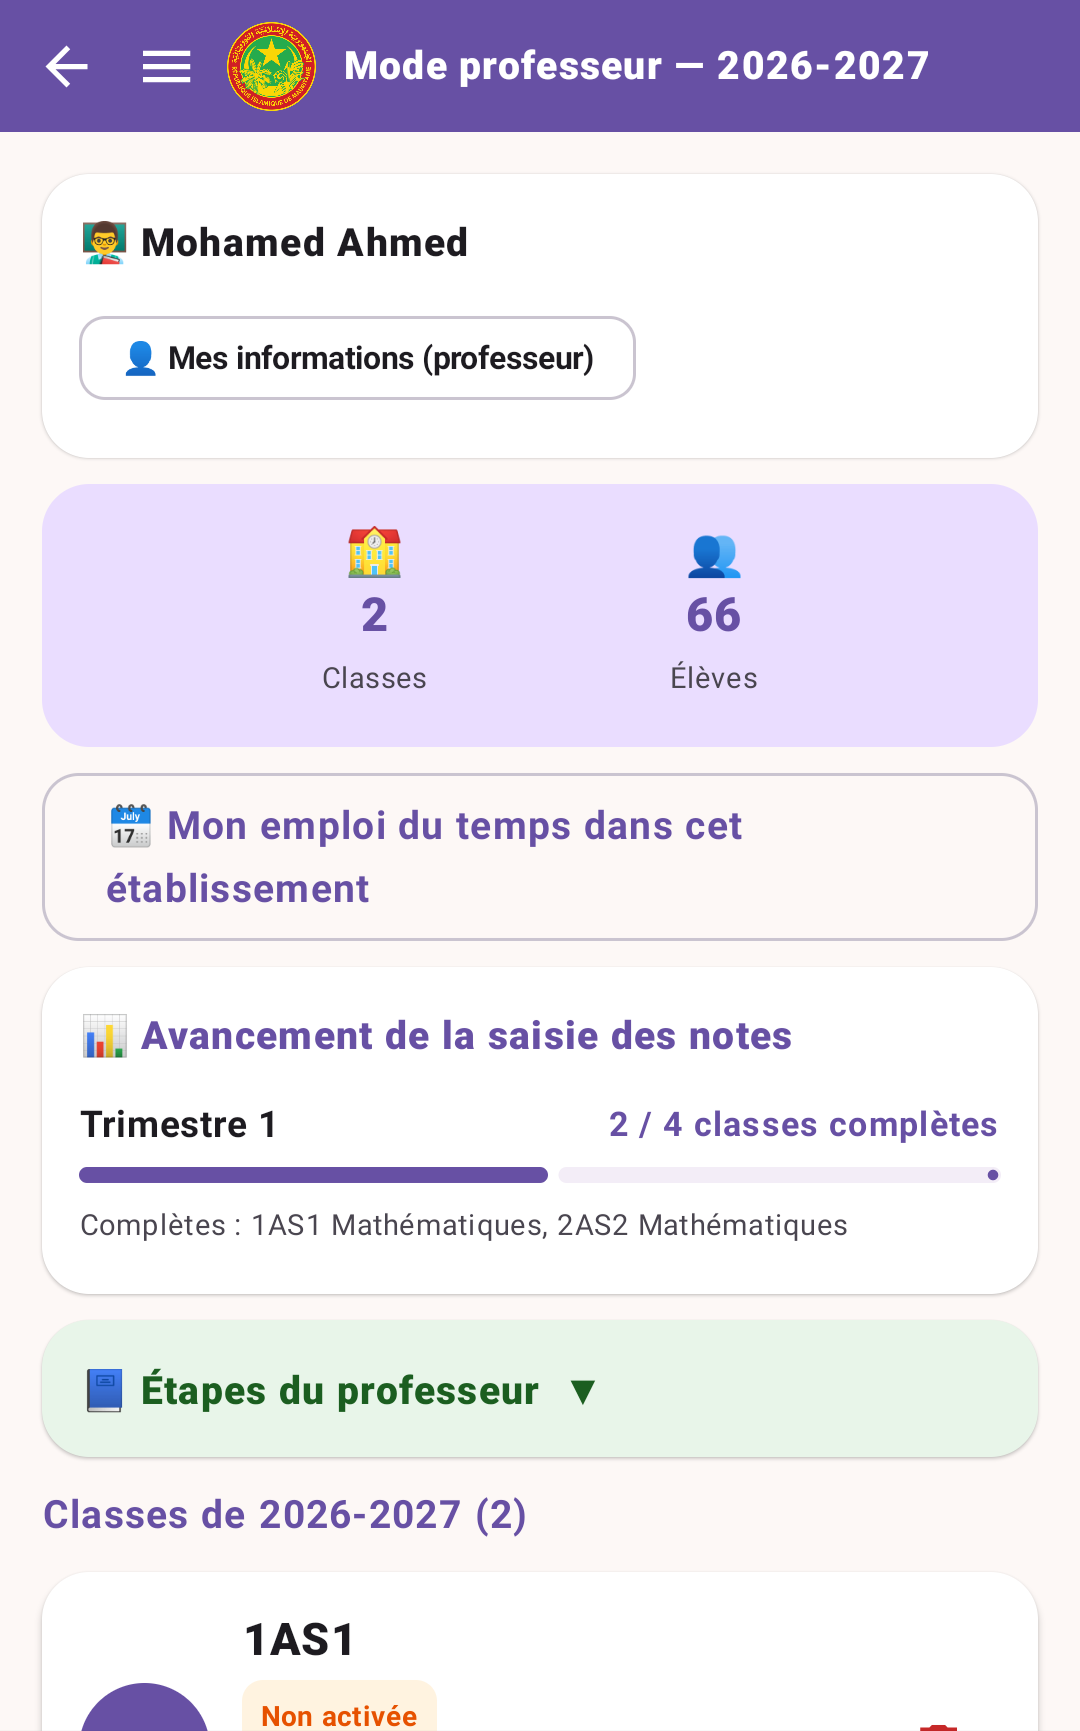 Mode professeur — 2026-2027
Mohamed Ahmed
Mes informations (professeur)
2
Classes
66
Élèves
July
17
Mon emploi du temps dans cet
établissement
Avancement de la saisie des notes
Trimestre 1
2 / 4 classes complètes
Complètes : 1AS1 Mathématiques, 2AS2 Mathématiques
Étapes du professeur ▼
Classes de 2026-2027 (2)
1AS1
Non activée